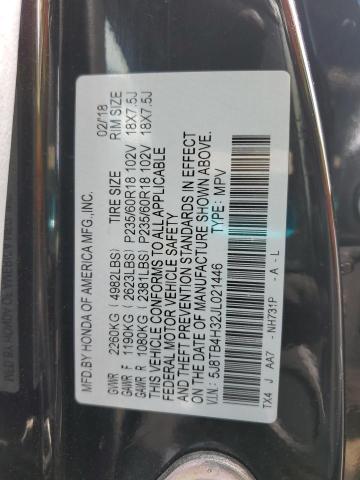 MFD.BY HONDA OF AMERICA MFG.,INC. 02/18
TIRE SIZE RIM SIZE
GVWR 2260KG (4982LBS)
GAWR F 1190KG (2623LBS) P235/60R18 102V 18X7.5J
GAWR R 1080KG (2381LBS) P235/60R18 102V 18X7.5J
THIS VEHICLE CONFORMS TO ALL APPLICABLE
FEDERAL MOTOR VEHICLE SAFETY
AND THEFT PREVENTION STANDARDS IN EFFECT
ON THE DATE OF MANUFACTURE SHOWN ABOVE.
V.I.N.: 5J8TB4H32JL021446 TYPE: MPV
TX4 J AA7 NH731P - A - L